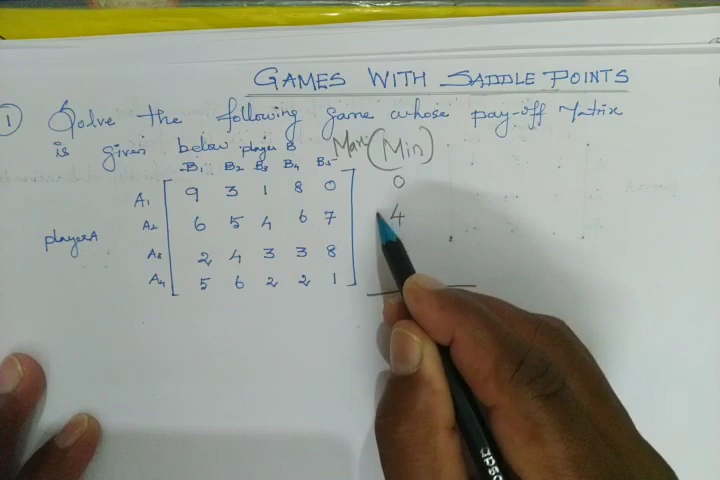 GAMES WITH SADDLE POINTS
1 Solve the following game whose pay-off Matrix
is given below player B Max (Min)
B1 B2 B3 B4 B5
A1 9 3 1 8 0 0
A2 6 5 4 6 7 4
player A
A3 2 4 3 3 8
A4 5 6 2 2 1